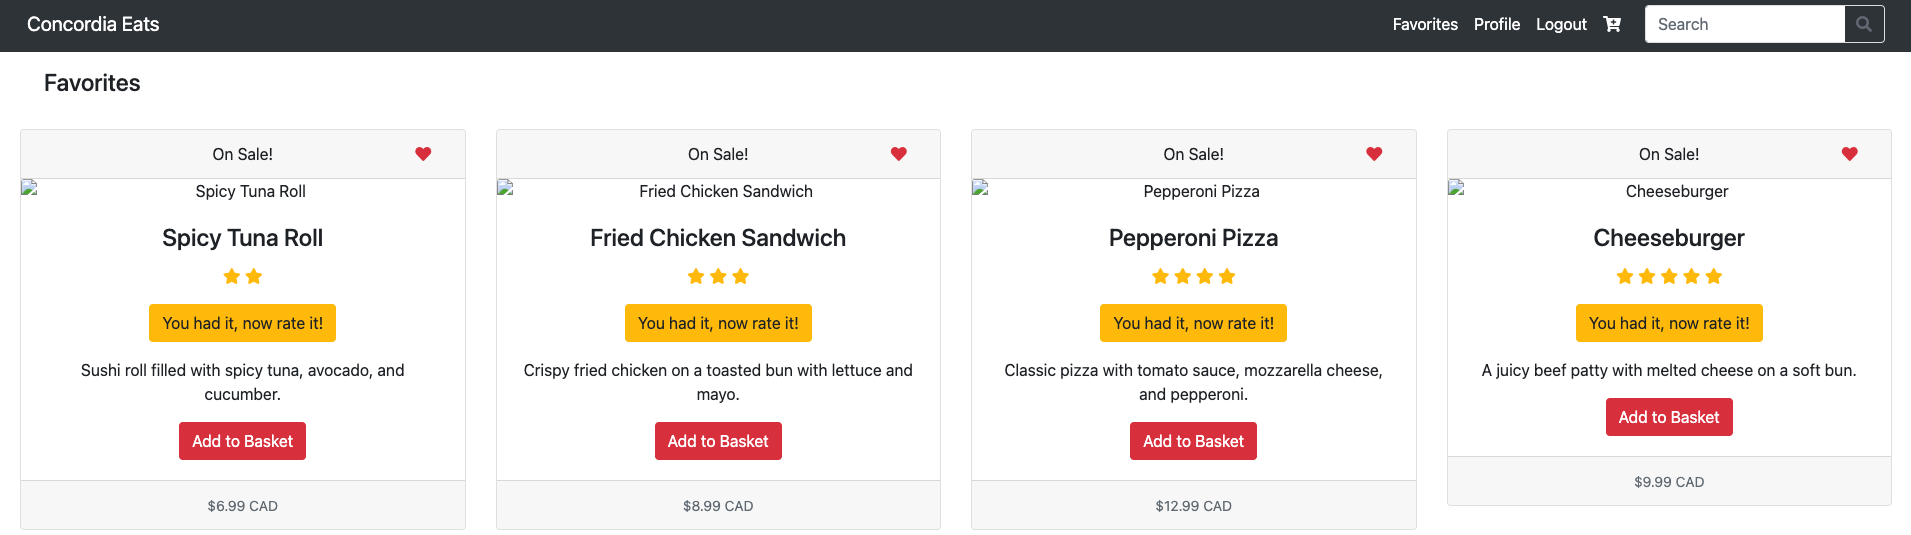 Concordia Eats
Favorites Profile Logout Search
Favorites
On Sale!
Spicy Tuna Roll
Spicy Tuna Roll
You had it, now rate it!
Sushi roll filled with spicy tuna, avocado, and
cucumber.
Add to Basket
$6.99 CAD
On Sale!
Fried Chicken Sandwich
Fried Chicken Sandwich
You had it, now rate it!
Crispy fried chicken on a toasted bun with lettuce and
mayo.
Add to Basket
$8.99 CAD
On Sale!
Pepperoni Pizza
Pepperoni Pizza
You had it, now rate it!
Classic pizza with tomato sauce, mozzarella cheese,
and pepperoni.
Add to Basket
$12.99 CAD
On Sale!
Cheeseburger
Cheeseburger
You had it, now rate it!
A juicy beef patty with melted cheese on a soft bun.
Add to Basket
$9.99 CAD